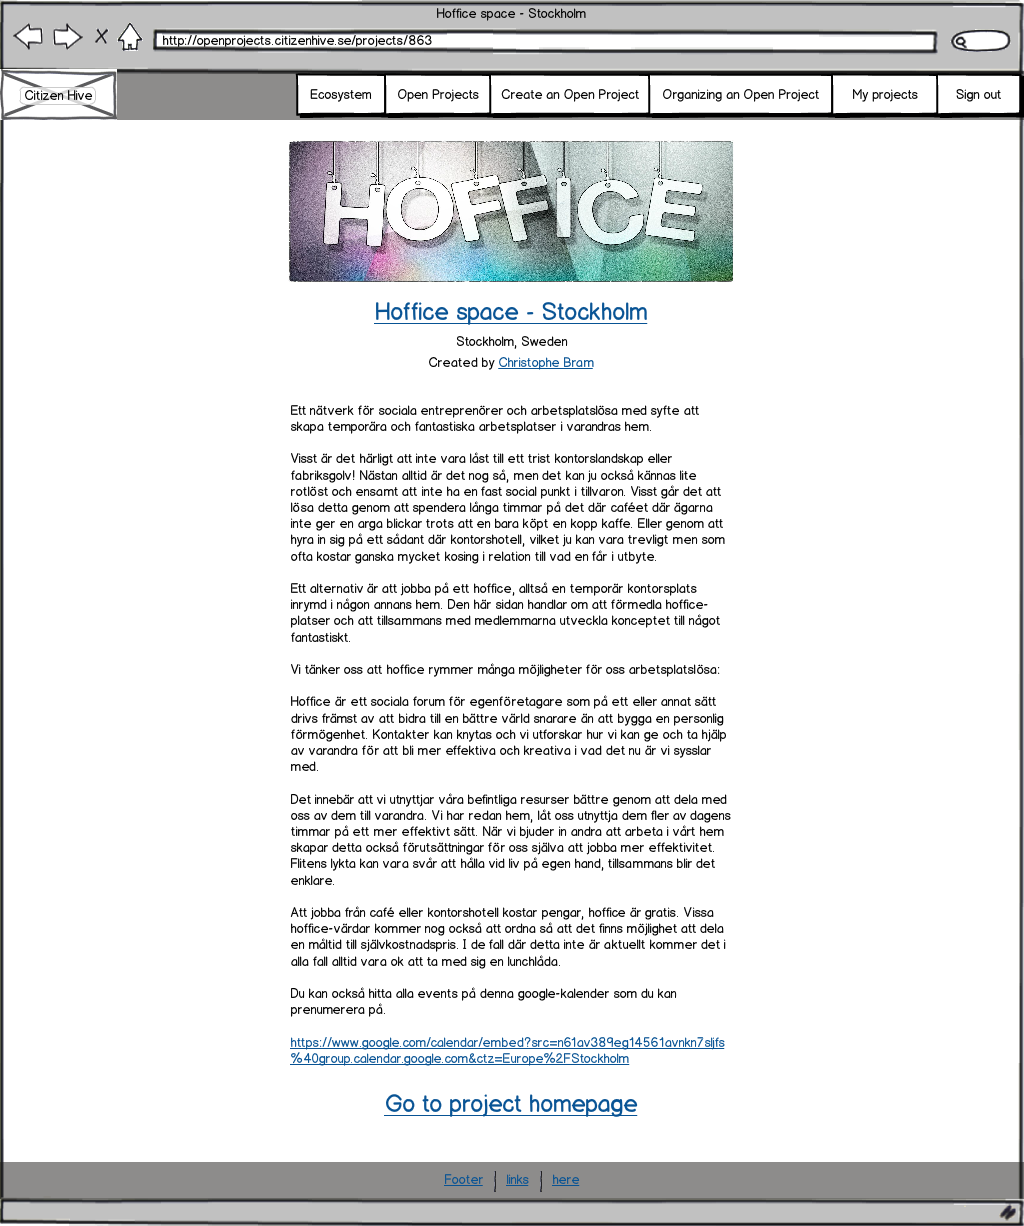 Hoffice space - Stockholm
http://openprojects.citizenhive.se/projects/863
Citizen Hive
Ecosystem
Open Projects
Create an Open Project
Organizing an Open Project
My projects
Sign out
HOFFICE
Hoffice space - Stockholm
Stockholm, Sweden
Created by Christophe Bram
Ett nätverk för sociala entreprenörer och arbetsplatslösa med syfte att
skapa temporära och fantastiska arbetsplatser i varandras hem.
Visst är det härligt att inte vara låst till ett trist kontorslandskap eller
fabriksgolv! Nästan alltid är det nog så, men det kan ju också kännas lite
rotlöst och ensamt att inte ha en fast social punkt i tillvaron. Visst går det att
lösa detta genom att spendera långa timmar på det där caféet där ägarna
inte ger en arga blickar trots att en bara köpt en kopp kaffe. Eller genom att
hyra in sig på ett sådant där kontorshotell, vilket ju kan vara trevligt men som
ofta kostar ganska mycket kosing i relation till vad en får i utbyte.
Ett alternativ är att jobba på ett hoffice, alltså en temporär kontorsplats
inrymd i någon annans hem. Den här sidan handlar om att förmedla hoffice-
platser och att tillsammans med medlemmarna utveckla konceptet till något
fantastiskt.
Vi tänker oss att hoffice rymmer många möjligheter för oss arbetsplatslösa:
Hoffice är ett sociala forum för egenföretagare som på ett eller annat sätt
drivs främst av att bidra till en bättre värld snarare än att bygga en personlig
förmögenhet. Kontakter kan knytas och vi utforskar hur vi kan ge och ta hjälp
av varandra för att bli mer effektiva och kreativa i vad det nu är vi sysslar
med.
Det innebär att vi utnyttjar våra befintliga resurser bättre genom att dela med
oss av dem till varandra. Vi har redan hem, låt oss utnyttja dem fler av dagens
timmar på ett mer effektivt sätt. När vi bjuder in andra att arbeta i vårt hem
skapar detta också förutsättningar för oss själva att jobba mer effektivitet.
Flitens lykta kan vara svår att hålla vid liv på egen hand, tillsammans blir det
enklare.
Att jobba från café eller kontorshotell kostar pengar, hoffice är gratis. Vissa
hoffice-värdar kommer nog också att ordna så att det finns möjlighet att dela
en måltid till självkostnadspris. I de fall där detta inte är aktuellt kommer det i
alla fall alltid vara ok att ta med sig en lunchlåda.
Du kan också hitta alla events på denna google-kalender som du kan
prenumerera på.
https://www.google.com/calendar/embed?src=n61av389eg14561avnkn7sljfs
%40group.calendar.google.com&ctz=Europe%2FStockholm
Go to project homepage
Footer
links
here